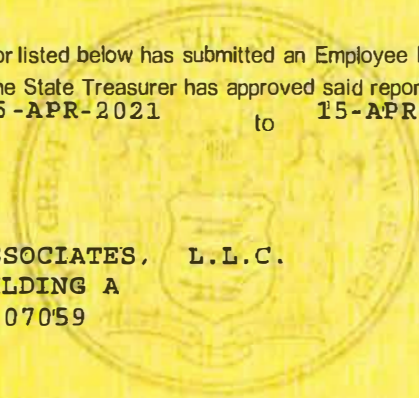 or listed below has submitted an Employee
he State Treasurer has approved said repor
5-APR-2021 to 15-APR
SSOCIATES, L.L.C.
LDING A
07059